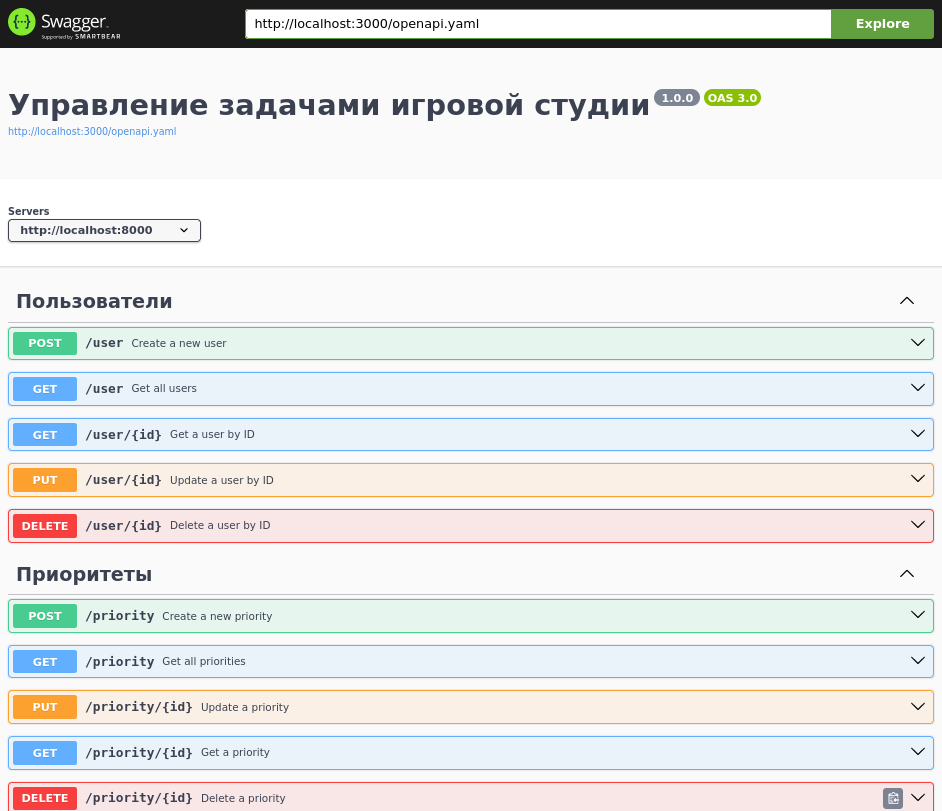 Swagger.
Supported by SMARTBEAR
http://localhost:3000/openapi.yaml
Explore
Управление задачами игровой студии 1.0.0 OAS 3.0
http://localhost:3000/openapi.yaml
Servers
http://localhost:8000
Пользователи
POST /user Create a new user
GET /user Get all users
GET /user/{id} Get a user by ID
PUT /user/{id} Update a user by ID
DELETE /user/{id} Delete a user by ID
Приоритеты
POST /priority Create a new priority
GET /priority Get all priorities
PUT /priority/{id} Update a priority
GET /priority/{id} Get a priority
DELETE /priority/{id} Delete a priority